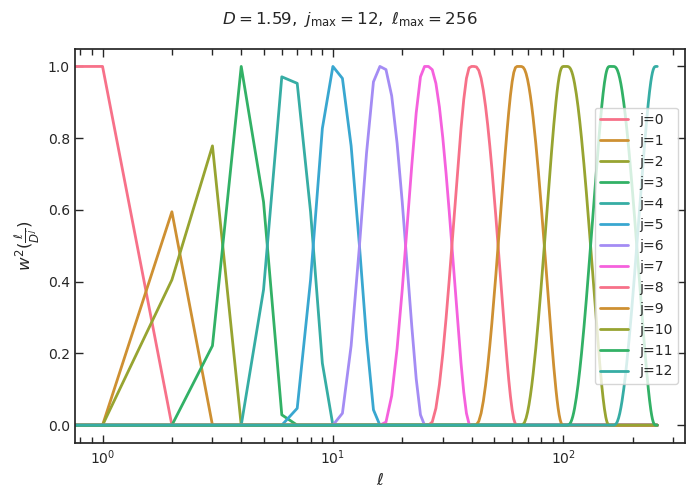 D = 1.59, j_max = 12, ℓ_max = 256
w²(ℓ/D^j)
1.0
0.8
0.6
0.4
0.2
0.0
j=0
j=1
j=2
j=3
j=4
j=5
j=6
j=7
j=8
j=9
j=10
j=11
j=12
10⁰ 10¹ 10²
ℓ